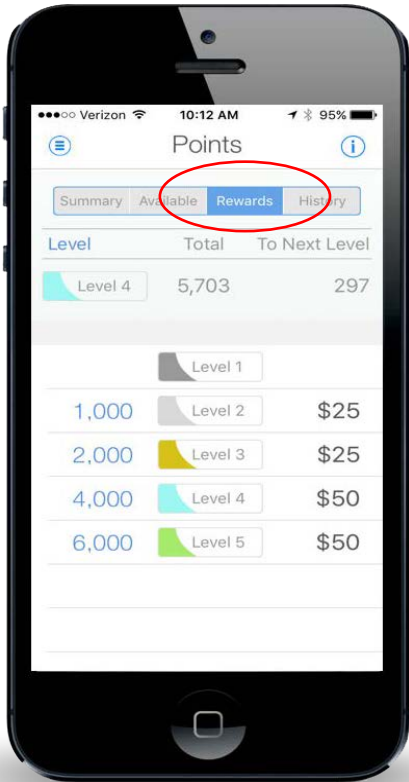 ●●●○○ Verizon 10:12 AM 95%
Points
Summary Available Rewards History
Level Total To Next Level
Level 4 5,703 297
Level 1
1,000 Level 2 $25
2,000 Level 3 $25
4,000 Level 4 $50
6,000 Level 5 $50